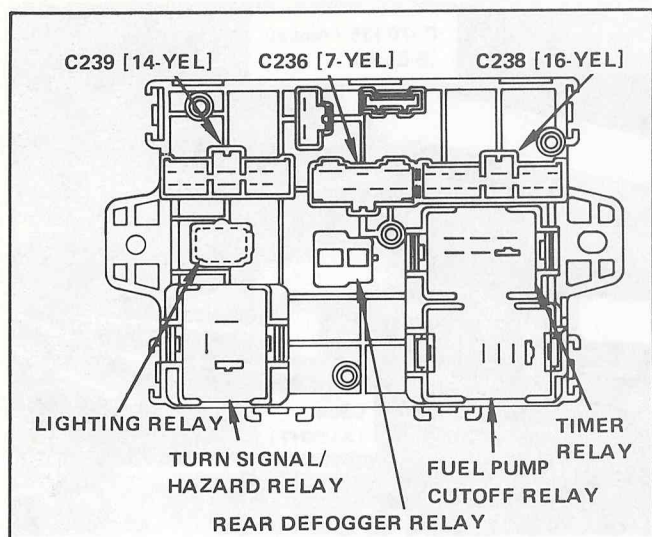 C239 [14-YEL] C236 [7-YEL] C238 [16-YEL]
LIGHTING RELAY
TURN SIGNAL/
HAZARD RELAY
REAR DEFOGGER RELAY
FUEL PUMP
CUTOFF RELAY
TIMER
RELAY